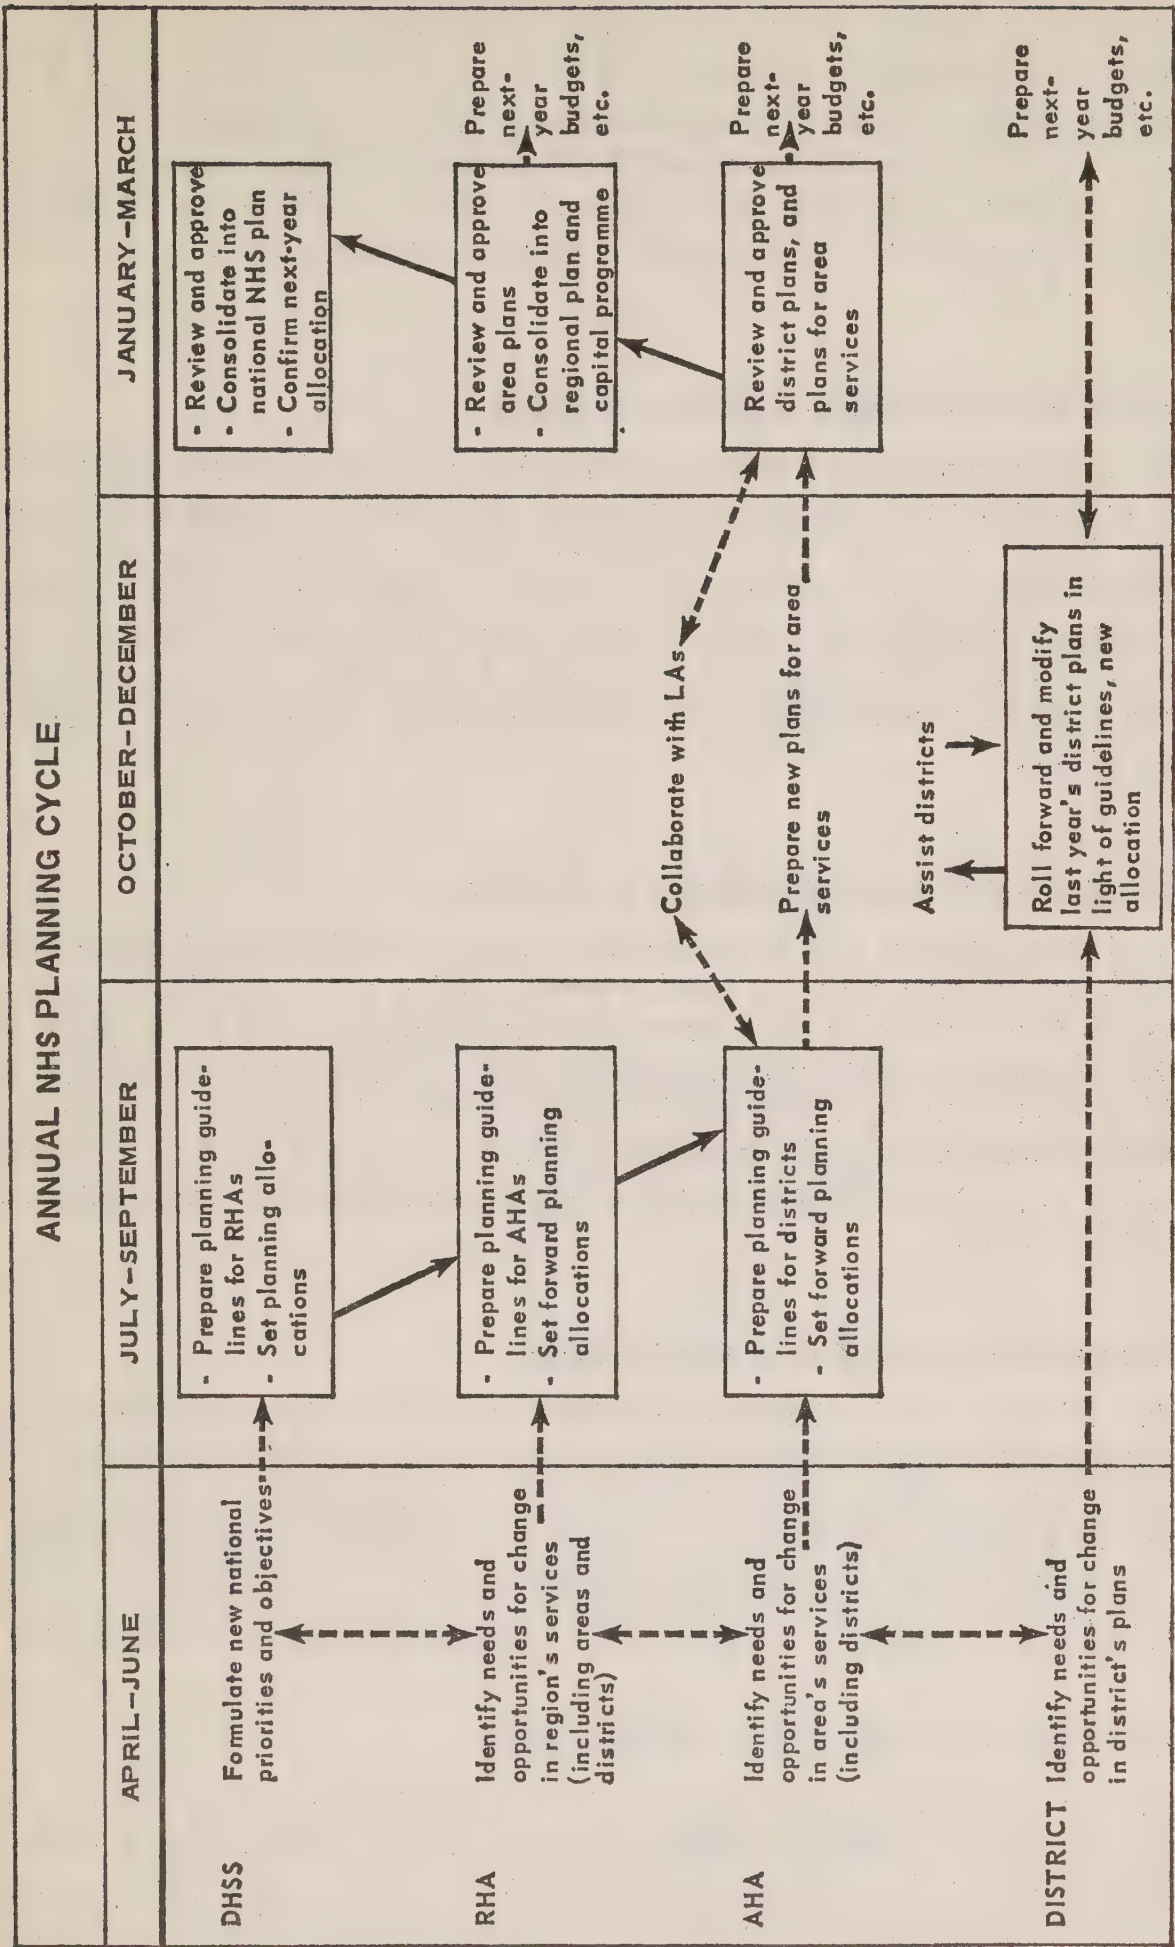 ANNUAL NHS PLANNING CYCLE
APRIL-JUNE
JULY-SEPTEMBER
OCTOBER-DECEMBER
JANUARY-MARCH
DHSS
Formulate new national
priorities and objectives
- Prepare planning guide-
lines for RHAs
- Set planning allo-
cations
- Review and approve
- Consolidate into
national NHS plan
- Confirm next-year
allocation
RHA
Identify needs and
opportunities for change
in region's services
(including areas and
districts)
- Prepare planning guide-
lines for AHAs
- Set forward planning
allocations
- Review and approve
area plans
- Consolidate into
regional plan and
capital programme
Prepare
next-
year
budgets,
etc.
Collaborate with LAs
AHA
Identify needs and
opportunities for change
in area's services
(including districts)
- Prepare planning guide-
lines for districts
- Set forward planning
allocations
Prepare new plans for area
services
Review and approve
district plans, and
plans for area
services
Prepare
next-
year
budgets,
etc.
Assist districts
DISTRICT
Identify needs and
opportunities for change
in district's plans
Roll forward and modify
last year's district plans in
light of guidelines, new
allocation
Prepare
next-
year
budgets,
etc.